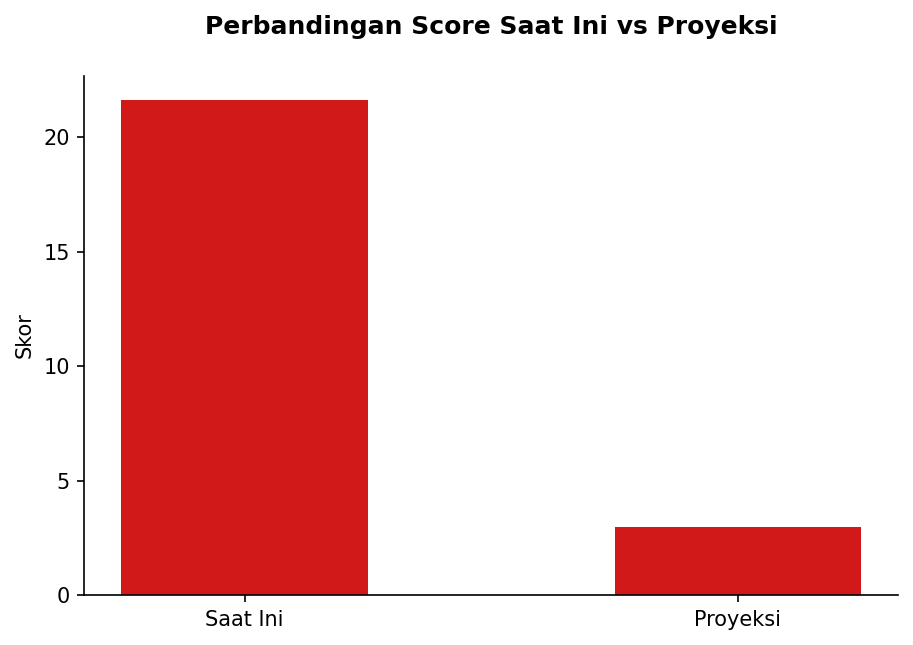 Perbandingan Score Saat Ini vs Proyeksi
Skor
20
15
10
5
0
Saat Ini
Proyeksi